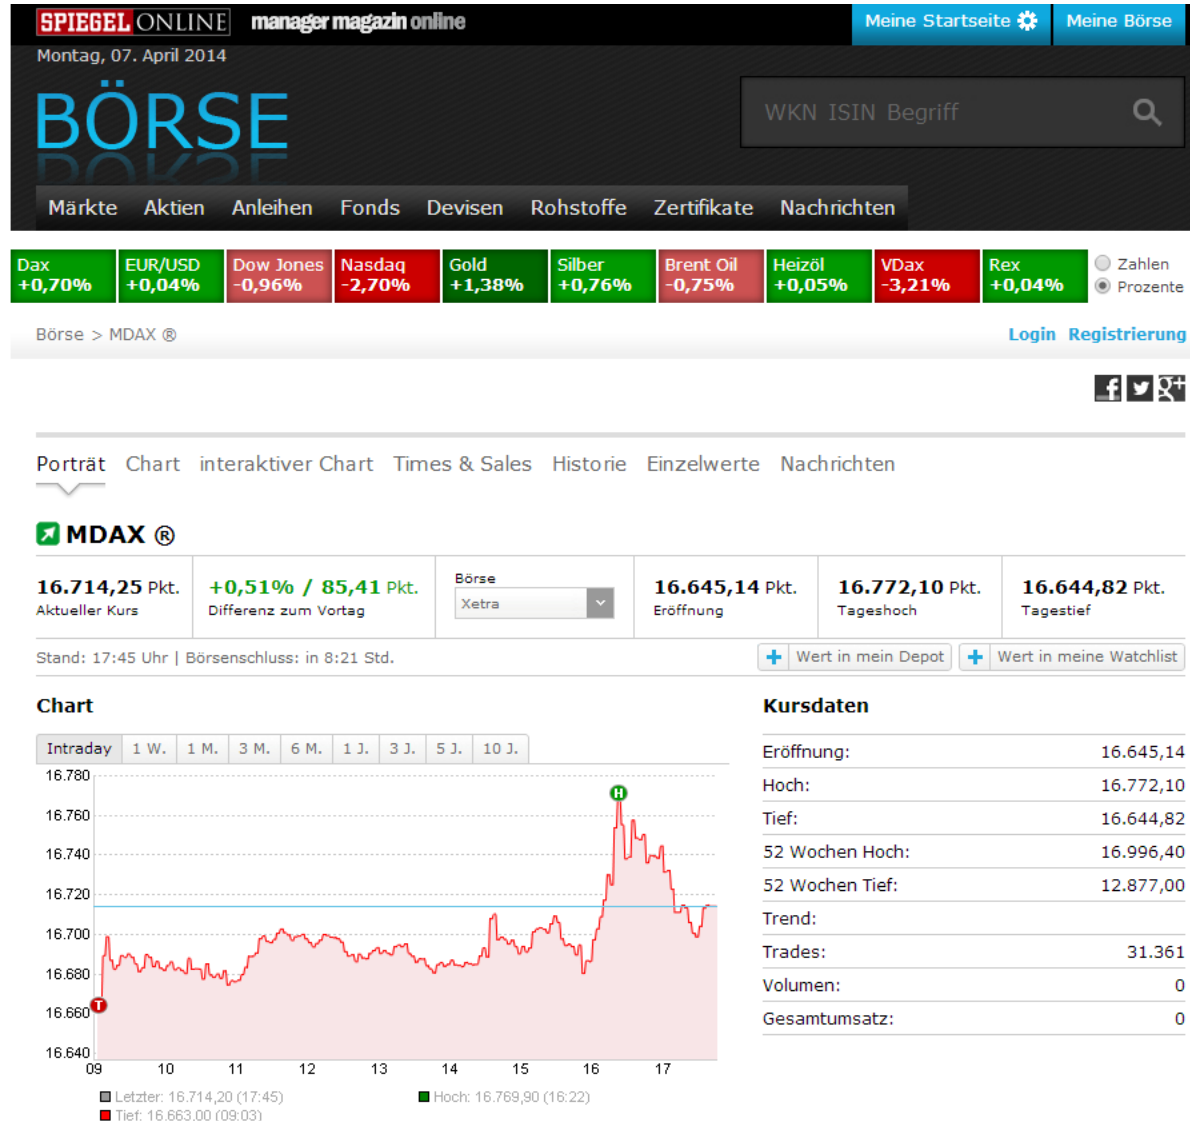 SPIEGEL ONLINE manager magazin online Meine Startseite Meine Börse
Montag, 07. April 2014
BÖRSE
WKN ISIN Begriff
Märkte Aktien Anleihen Fonds Devisen Rohstoffe Zertifikate Nachrichten
Dax EUR/USD Dow Jones Nasdaq Gold Silber Brent Oil Heizöl VDax Rex Zahlen
+0,70% +0,04% -0,96% -2,70% +1,38% +0,76% -0,75% +0,05% -3,21% +0,04% Prozente
Börse > MDAX ® Login Registrierung
f g+
Porträt Chart interaktiver Chart Times & Sales Historie Einzelwerte Nachrichten
MDAX ®
16.714,25 Pkt. +0,51% / 85,41 Pkt. Börse 16.645,14 Pkt. 16.772,10 Pkt. 16.644,82 Pkt.
Aktueller Kurs Differenz zum Vortag Xetra Eröffnung Tageshoch Tagestief
Stand: 17:45 Uhr | Börsenschluss: in 8:21 Std. Wert in mein Depot Wert in meine Watchlist
Chart
Intraday 1 W. 1 M. 3 M. 6 M. 1 J. 3 J. 5 J. 10 J.
16.780
16.760
16.740
16.720
16.700
16.680
16.660
16.640
H
T
09 10 11 12 13 14 15 16 17
Letzter: 16.714,20 (17:45) Hoch: 16.769,90 (16:22)
Tief: 16.663,00 (09:03)
Kursdaten
Eröffnung: 16.645,14
Hoch: 16.772,10
Tief: 16.644,82
52 Wochen Hoch: 16.996,40
52 Wochen Tief: 12.877,00
Trend:
Trades: 31.361
Volumen: 0
Gesamtumsatz: 0